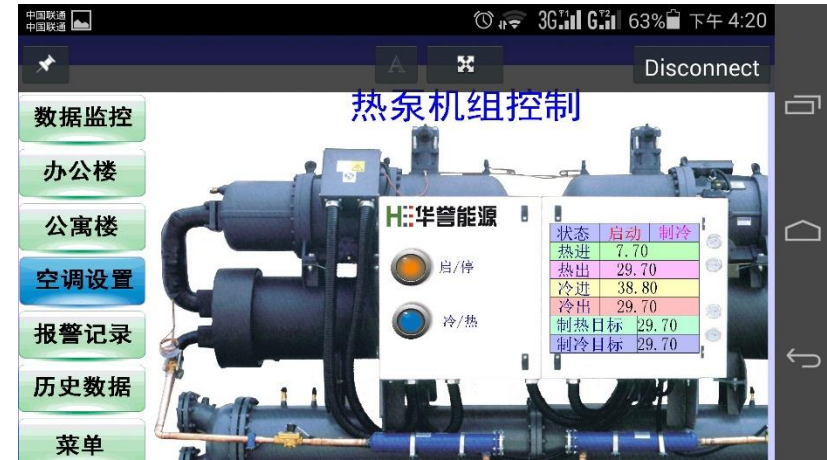 中国联通
中国联通
3G 1 G 2 63% 下午 4:20
A
Disconnect
热泵机组控制
数据监控
办公楼
公寓楼
空调设置
报警记录
历史数据
菜单
华誉能源
启/停
冷/热
状态 启动 制冷
热进 7.70
热出 29.70
冷进 38.80
冷出 29.70
制热目标 29.70
制冷目标 29.70